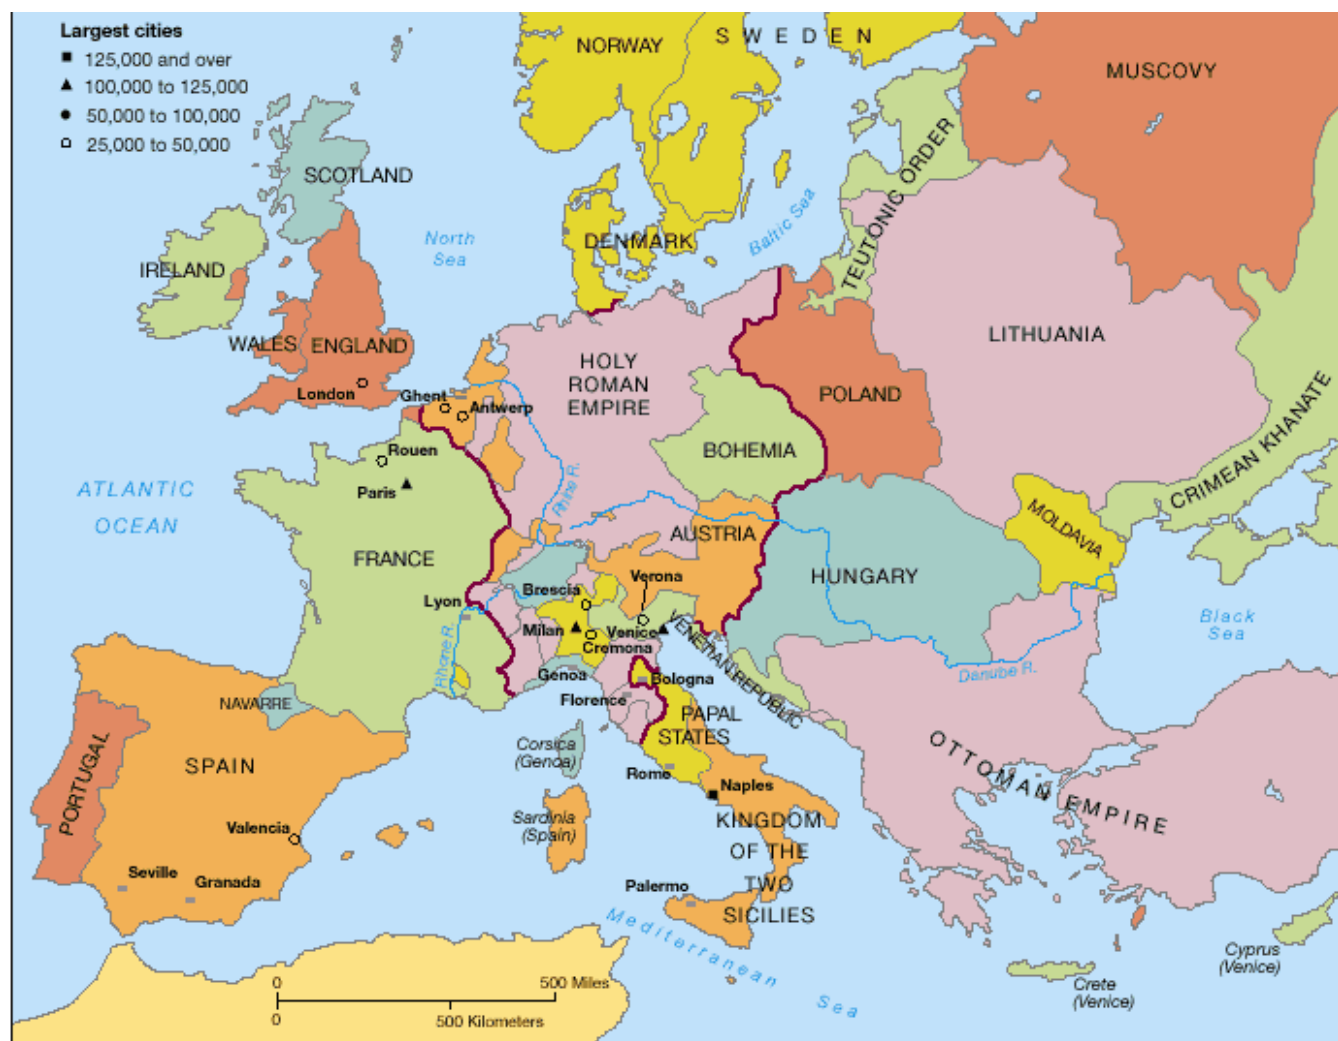 Largest cities
125,000 and over
100,000 to 125,000
50,000 to 100,000
25,000 to 50,000
NORWAY
SWEDEN
MUSCOVY
SCOTLAND
North
Sea
DENMARK
Baltic Sea
TEUTONIC ORDER
IRELAND
WALES
ENGLAND
London
LITHUANIA
HOLY
ROMAN
EMPIRE
Ghent
Antwerp
POLAND
BOHEMIA
CRIMEAN KHANATE
Rouen
Paris
Rhine R.
ATLANTIC
OCEAN
FRANCE
AUSTRIA
MOLDAVIA
HUNGARY
Verona
Brescia
Lyon
Milan
Venice
Cremona
VENETIAN REPUBLIC
Black
Sea
Rhone R.
Danube R.
Genoa
Bologna
Florence
NAVARRE
PAPAL
STATES
Corsica
(Genoa)
OTTOMAN EMPIRE
SPAIN
PORTUGAL
Rome
Naples
Sardinia
(Spain)
KINGDOM
OF THE
TWO
SICILIES
Valencia
Seville
Granada
Palermo
Mediterranean Sea
Cyprus
(Venice)
Crete
(Venice)
0
500 Miles
0
500 Kilometers